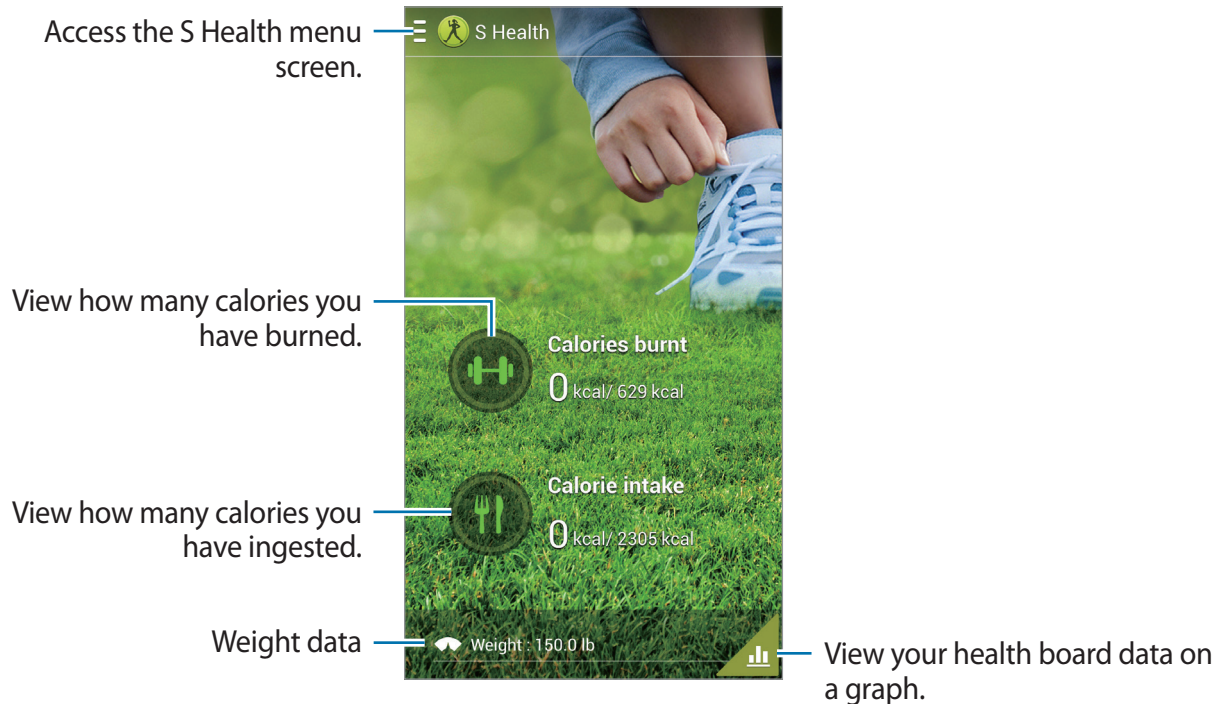 Access the S Health menu
screen.
S Health
View how many calories you
have burned.
Calories burnt
0 kcal/ 629 kcal
View how many calories you
have ingested.
Calorie intake
0 kcal/ 2305 kcal
Weight data
Weight : 150.0 lb
View your health board data on
a graph.